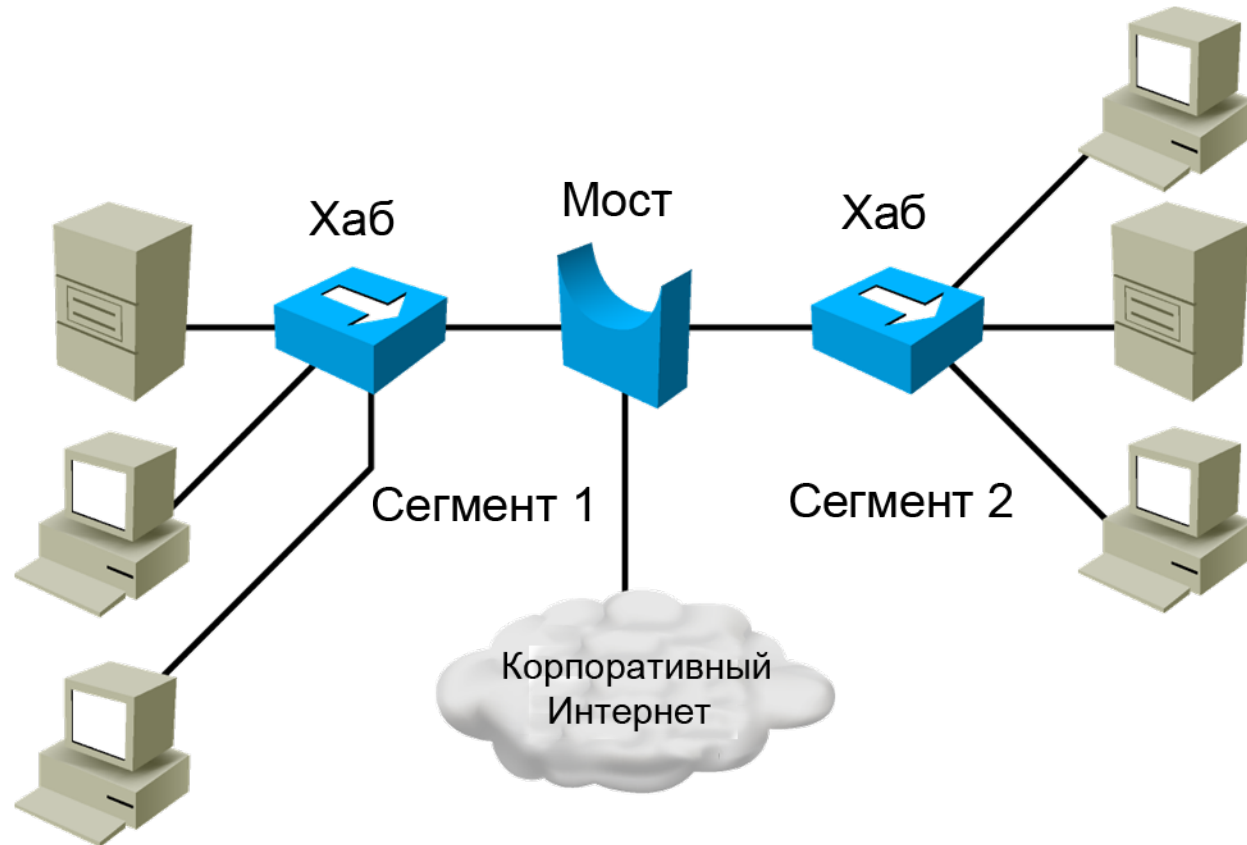 Хаб
Мост
Хаб
Сегмент 1
Сегмент 2
Корпоративный
Интернет